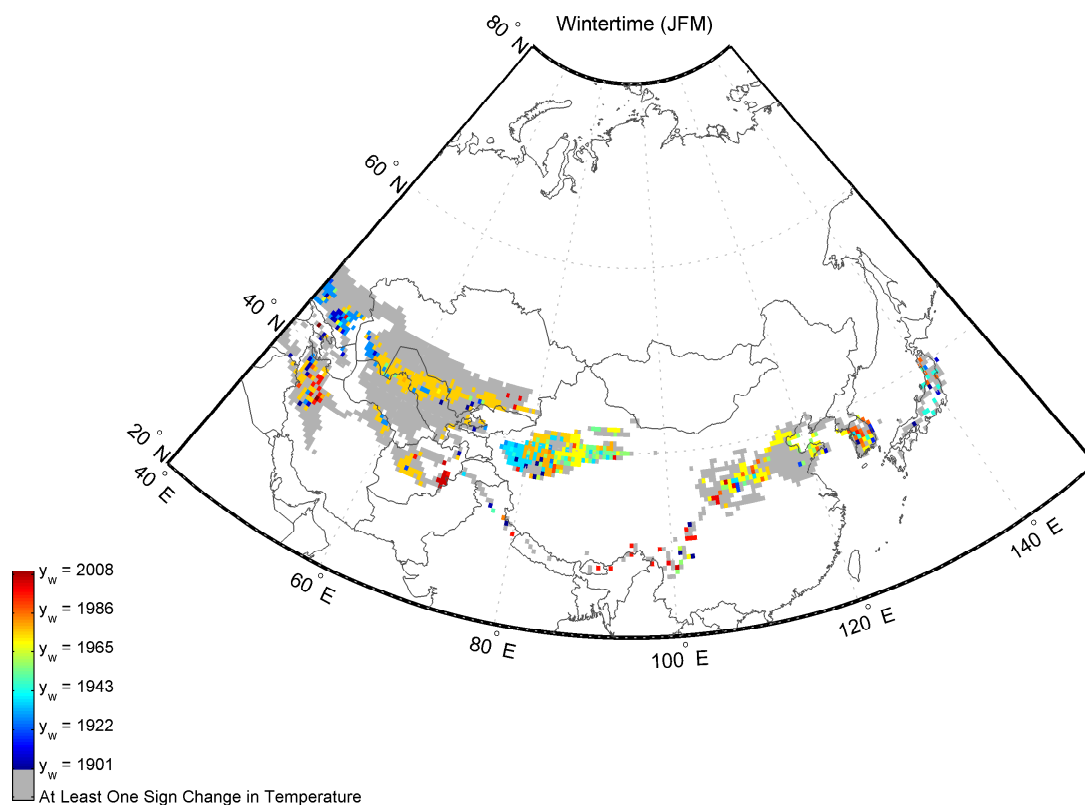 Wintertime (JFM)
80° N
60° N
40° N
20° N
40° E
60° E
80° E
100° E
120° E
140° E
y_w = 2008
y_w = 1986
y_w = 1965
y_w = 1943
y_w = 1922
y_w = 1901
At Least One Sign Change in Temperature